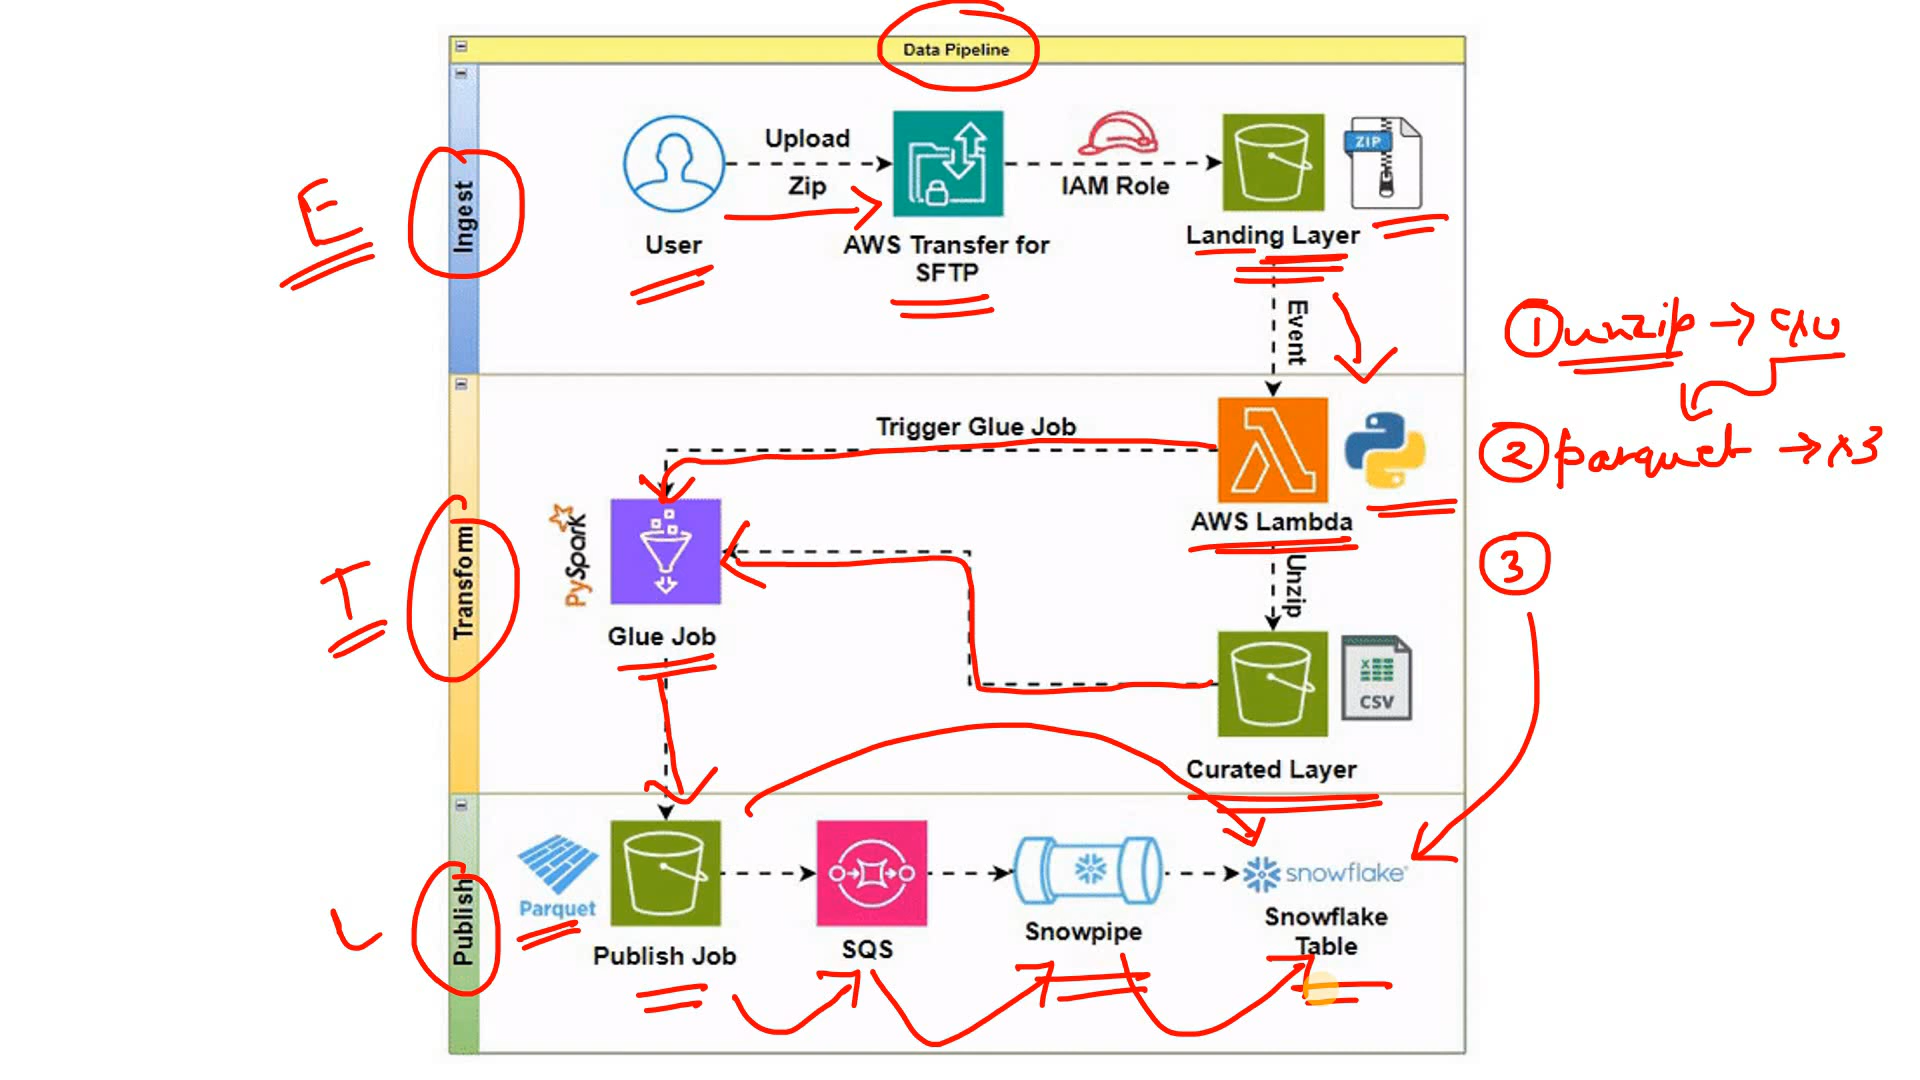 Data Pipeline
Ingest
E
Upload
Zip
IAM Role
ZIP
User
AWS Transfer for
SFTP
Landing Layer
Event
① unzip →
② parquet →
③
Transform
T
Trigger Glue Job
PySpark
Glue Job
AWS Lambda
Unzip
CSV
Curated Layer
Publish
L
Parquet
Publish Job
SQS
Snowpipe
snowflake
Snowflake
Table